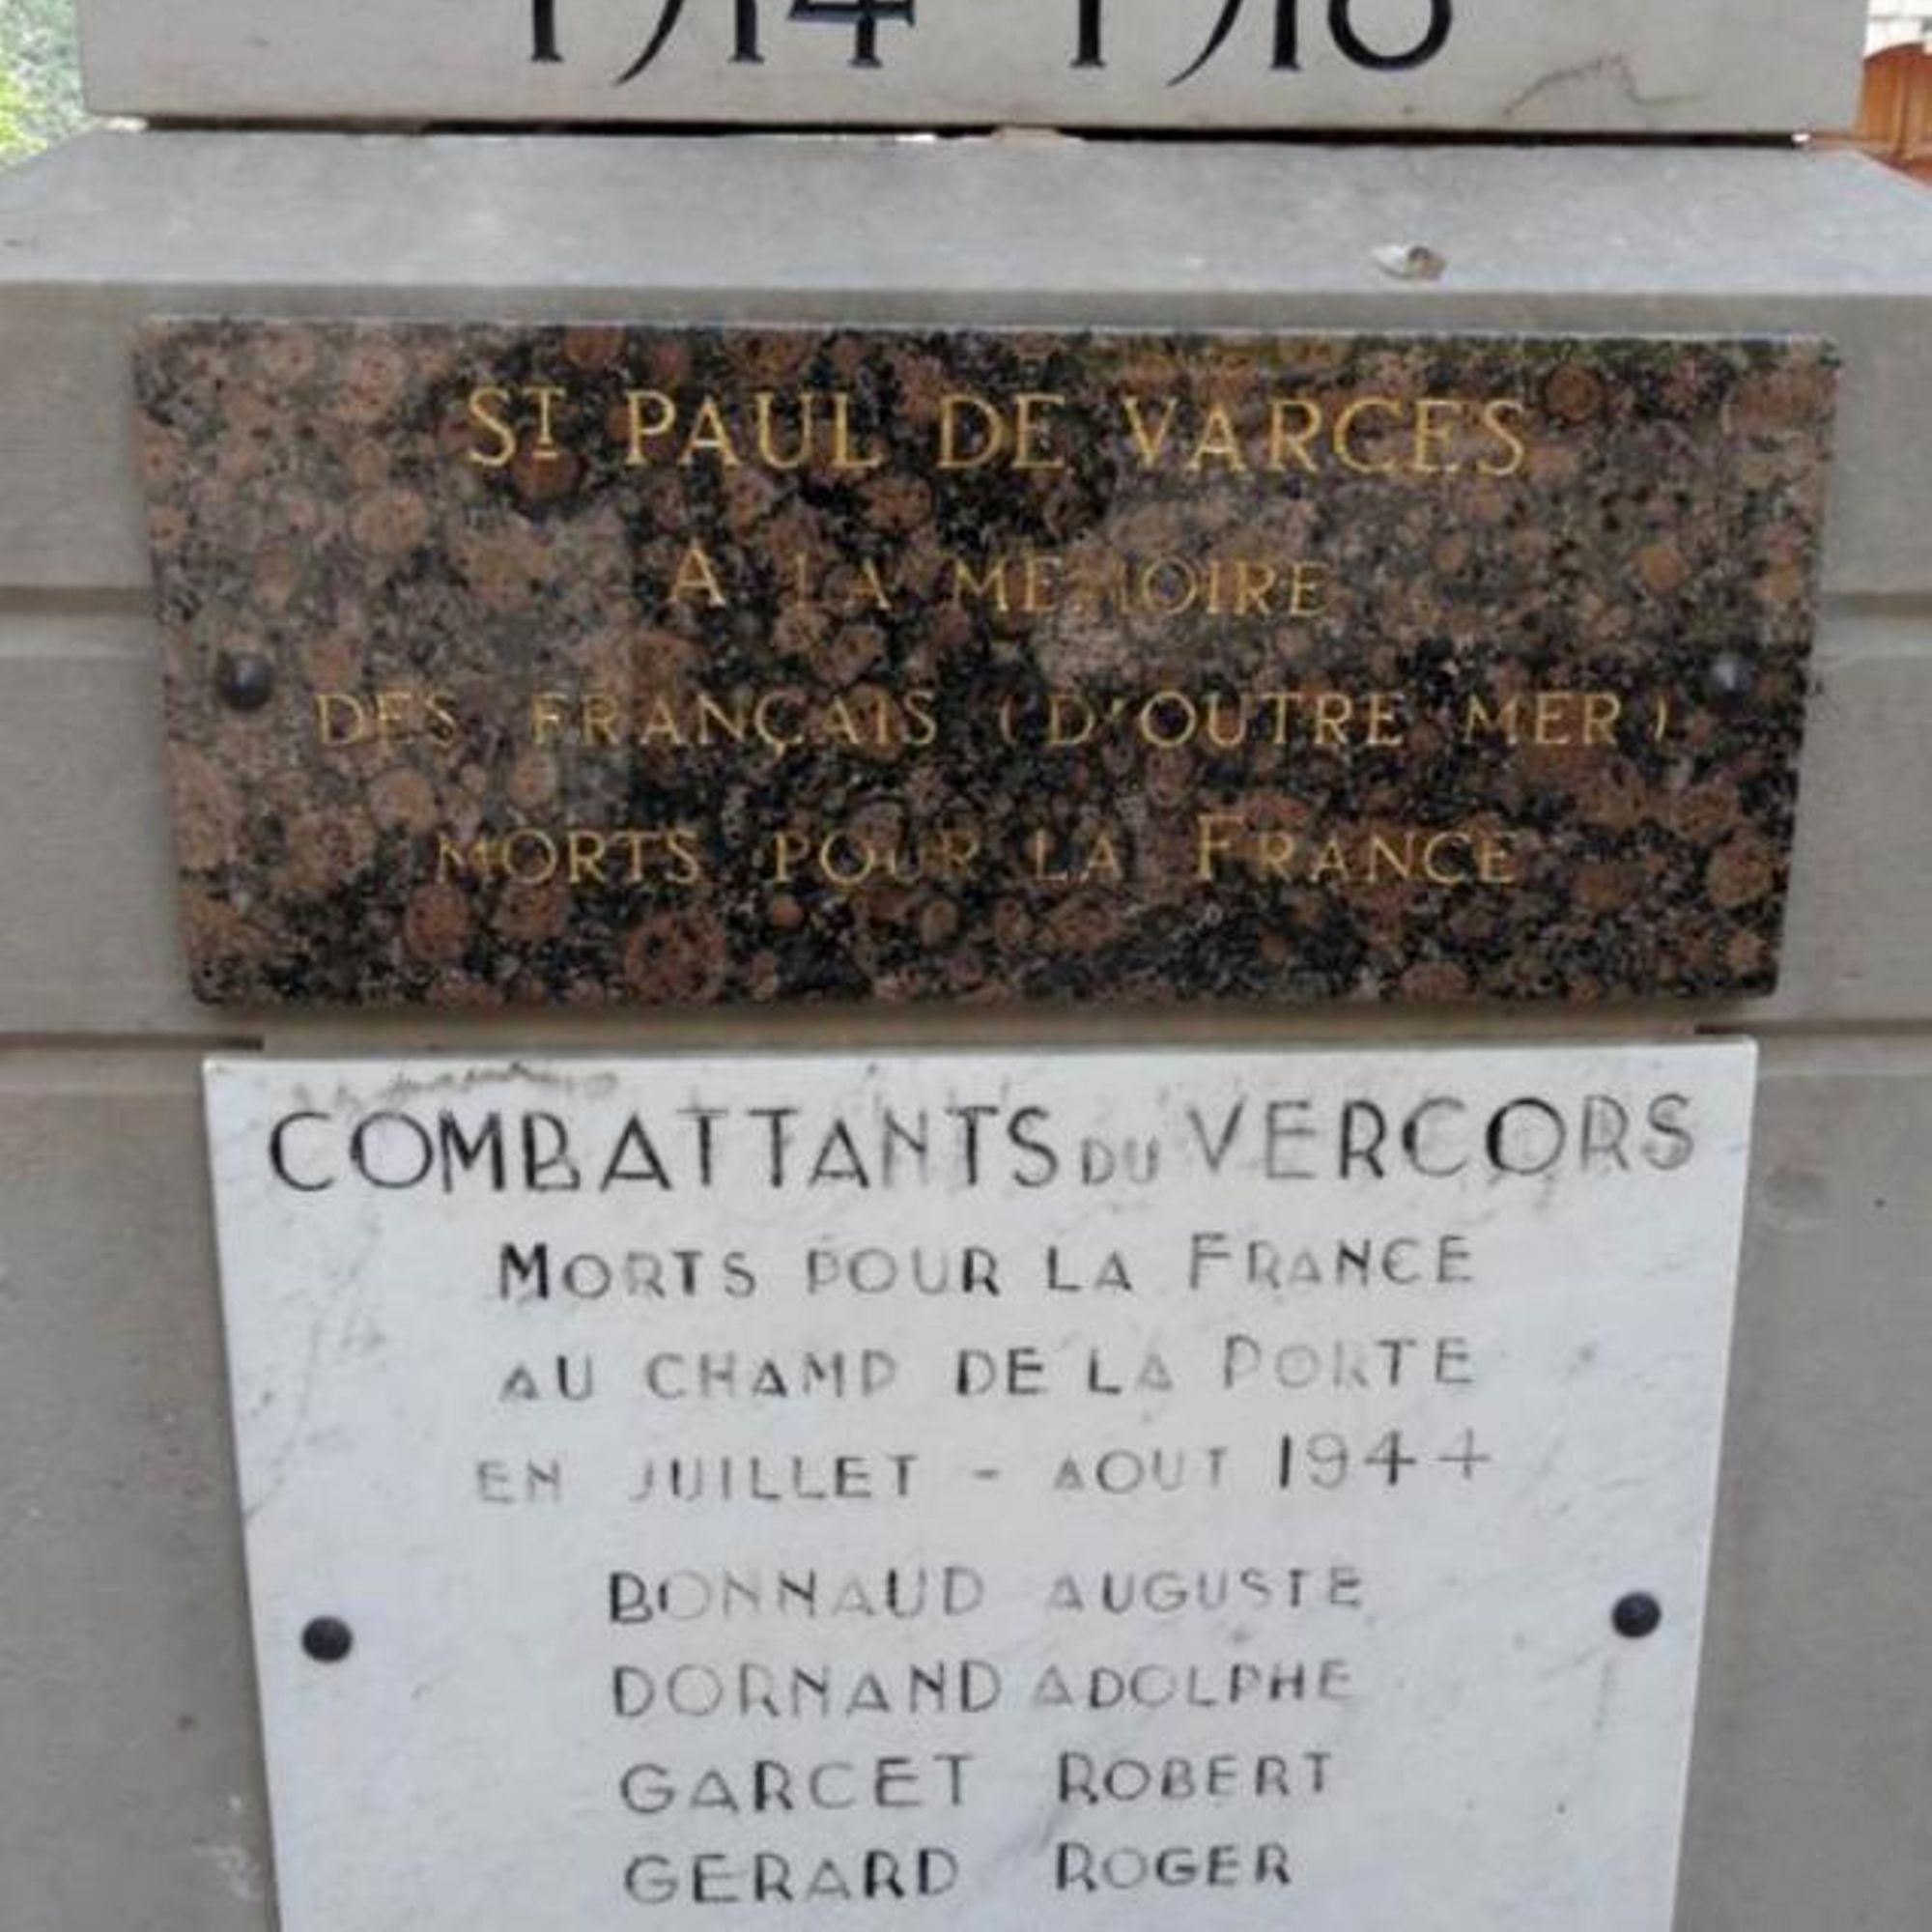 1914 1918
ST PAUL DE VARCES
A LA MEMOIRE
DES FRANÇAIS (D'OUTRE MER)
MORTS POUR LA FRANCE
COMBATTANTS DU VERCORS
MORTS POUR LA FRANCE
AU CHAMP DE LA PORTE
EN JUILLET - AOUT 1944
BONNAUD AUGUSTE
DORNAND ADOLPHE
GARCET ROBERT
GERARD ROGER